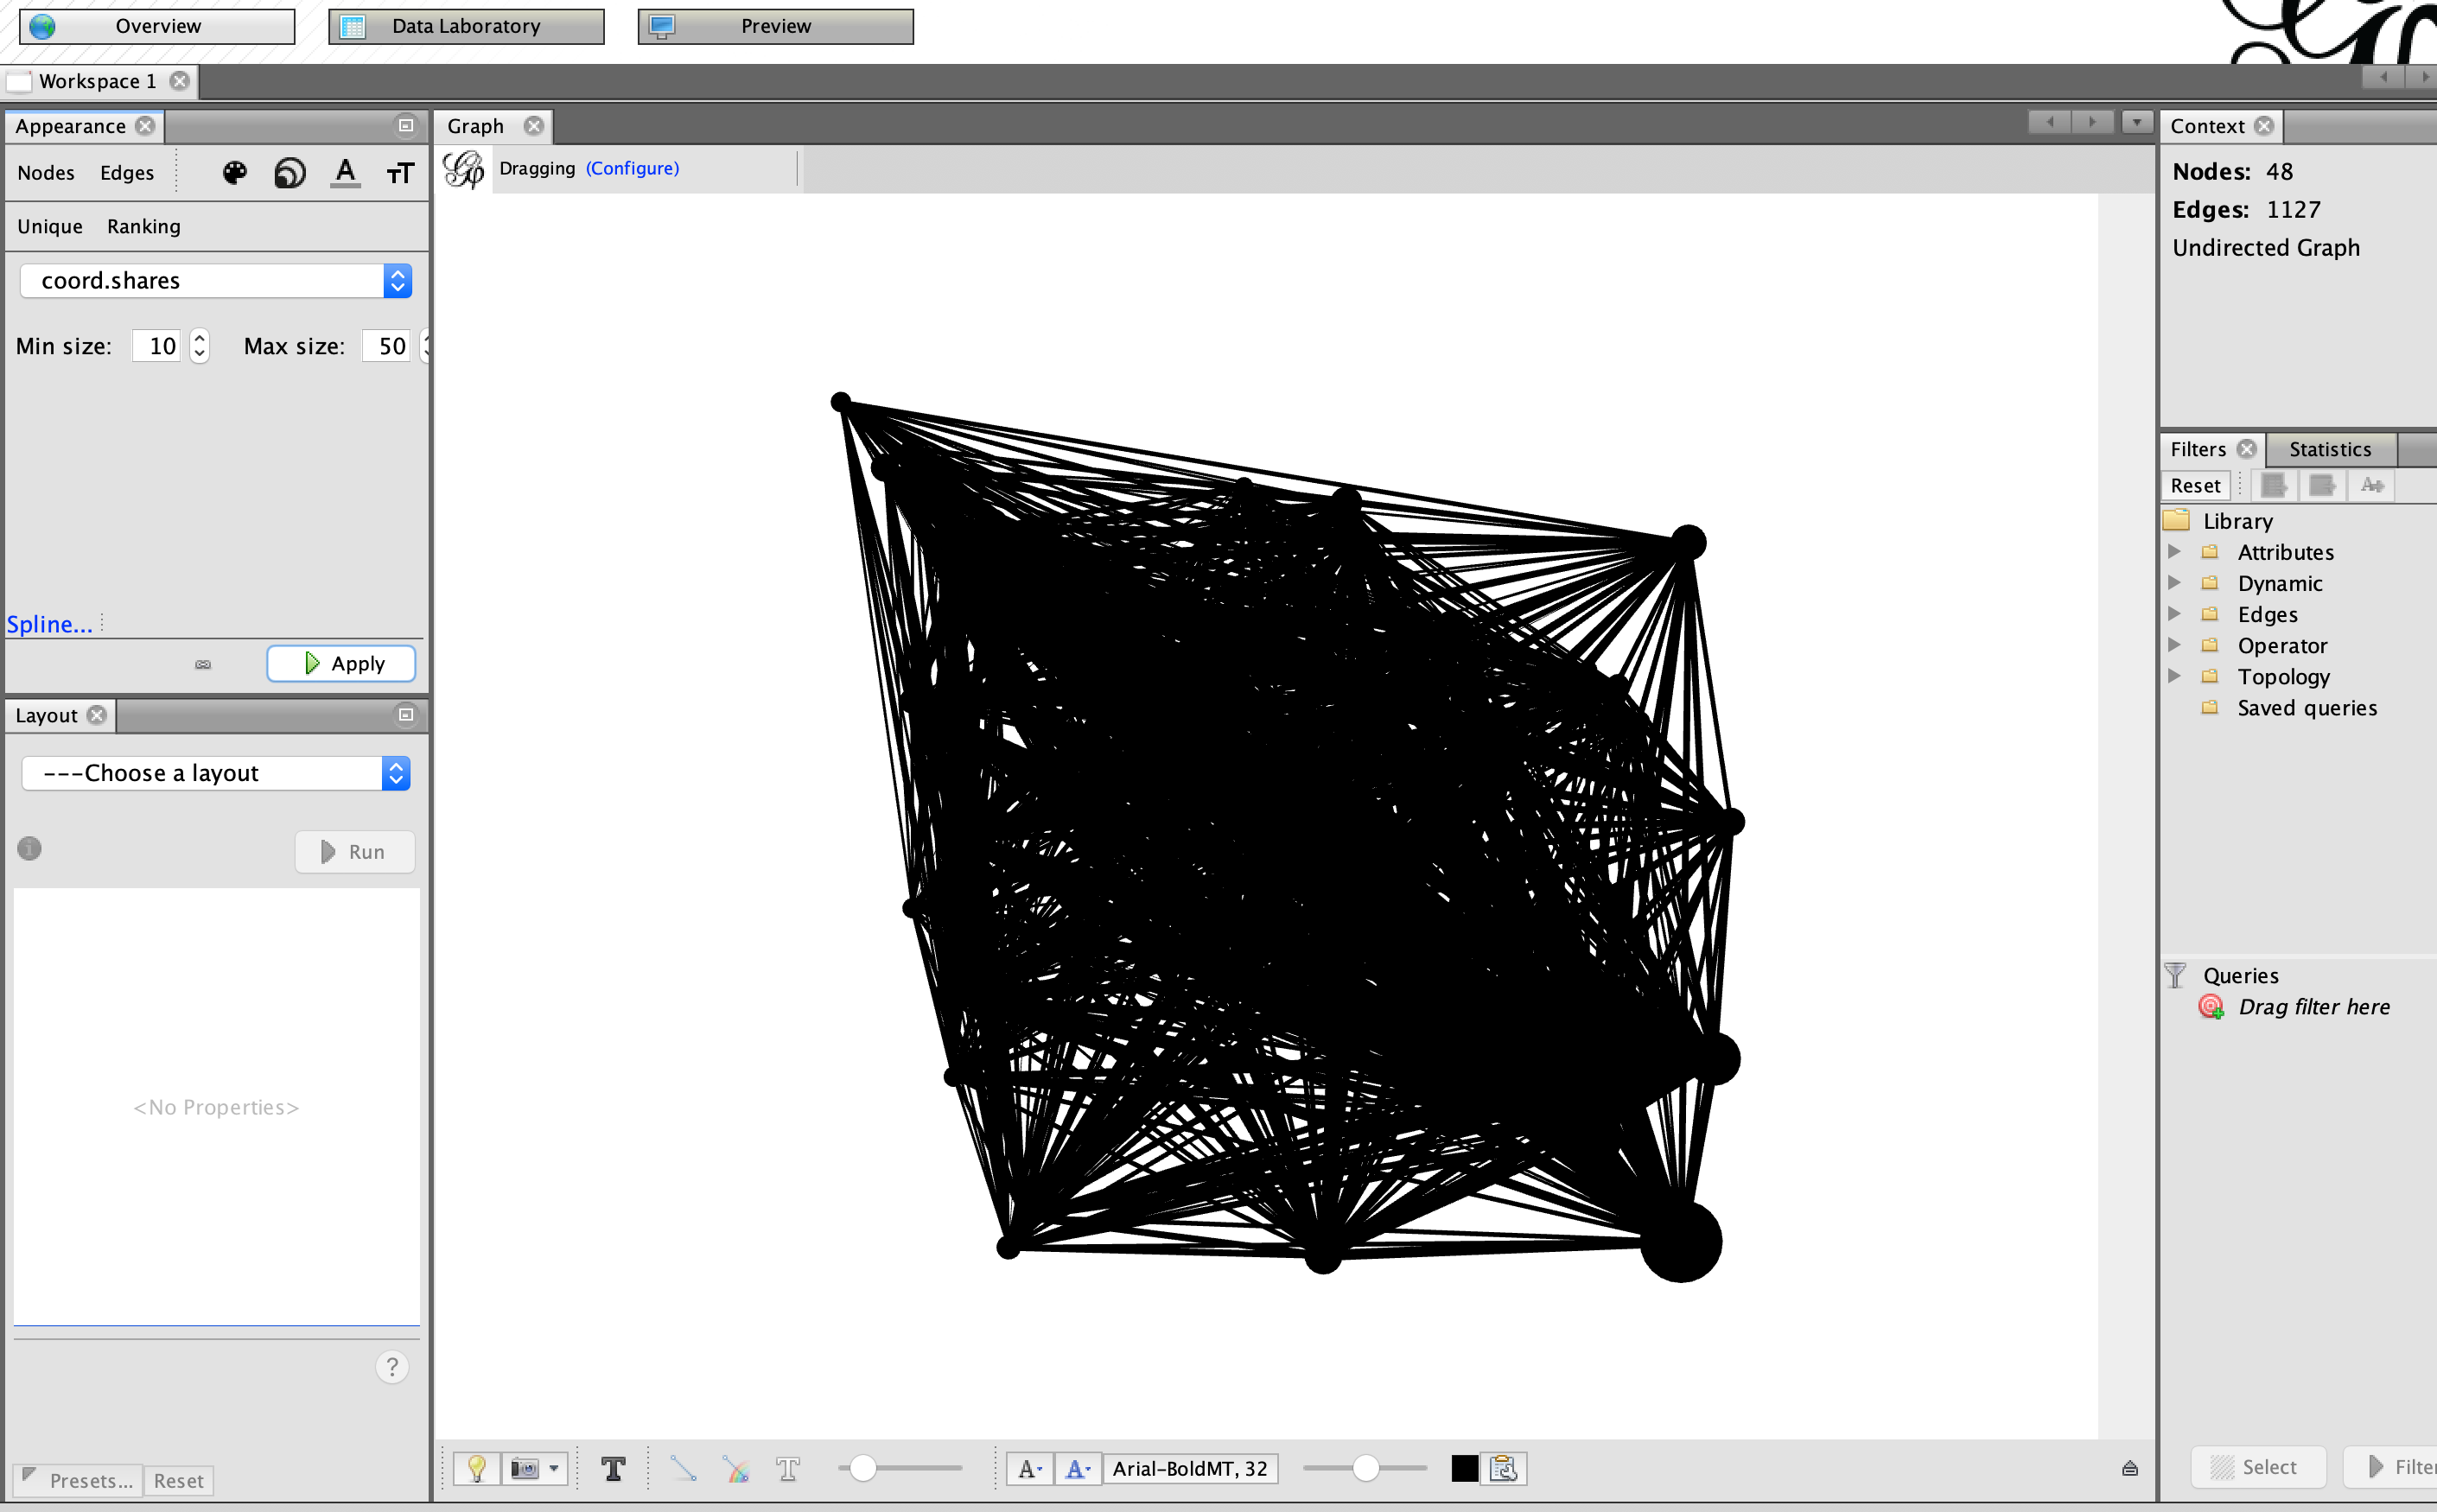 Overview Data Laboratory Preview
Workspace 1
Appearance
Nodes Edges A TT
Unique Ranking
coord.shares
Min size: 10 Max size: 50
Spline...
Apply
Layout
---Choose a layout
i
Run
<No Properties>
?
Presets... Reset
Graph
Dragging (Configure)
T T A A Arial-BoldMT, 32
Context
Nodes: 48
Edges: 1127
Undirected Graph
Filters Statistics
Reset A
Library
Attributes
Dynamic
Edges
Operator
Topology
Saved queries
Queries
Drag filter here
Select Filter